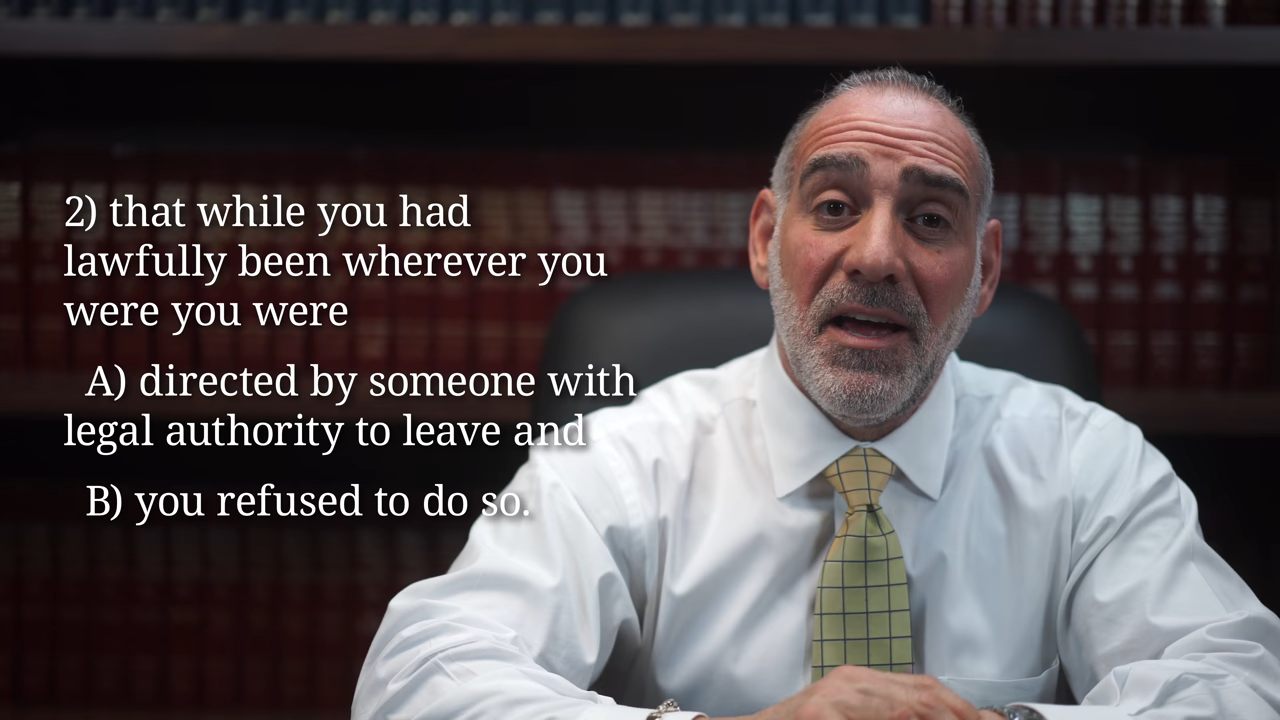 2) that while you had
lawfully been wherever you
were you were
A) directed by someone with
legal authority to leave and
B) you refused to do so.